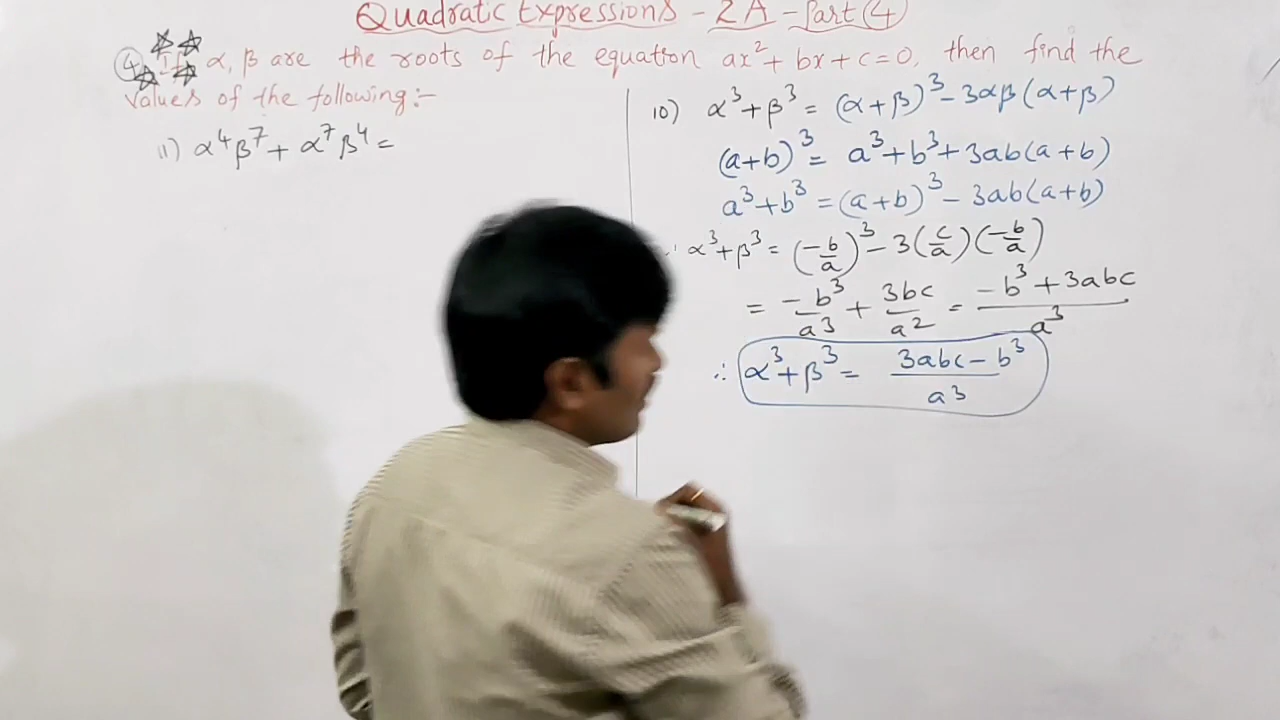 Quadratic Expressions - 2A - Part (4)
(4) If α, β are the roots of the equation ax² + bx + c = 0, then find the
values of the following:-
11) α⁴β⁷ + α⁷β⁴ =
10) α³ + β³ = (α+β)³ - 3αβ(α+β)
(a+b)³ = a³ + b³ + 3ab(a+b)
a³ + b³ = (a+b)³ - 3ab(a+b)
∴ α³ + β³ = (-b/a)³ - 3(c/a)(-b/a)
= -b³/a³ + 3bc/a² = (-b³ + 3abc)/a³
∴ α³ + β³ = (3abc - b³)/a³